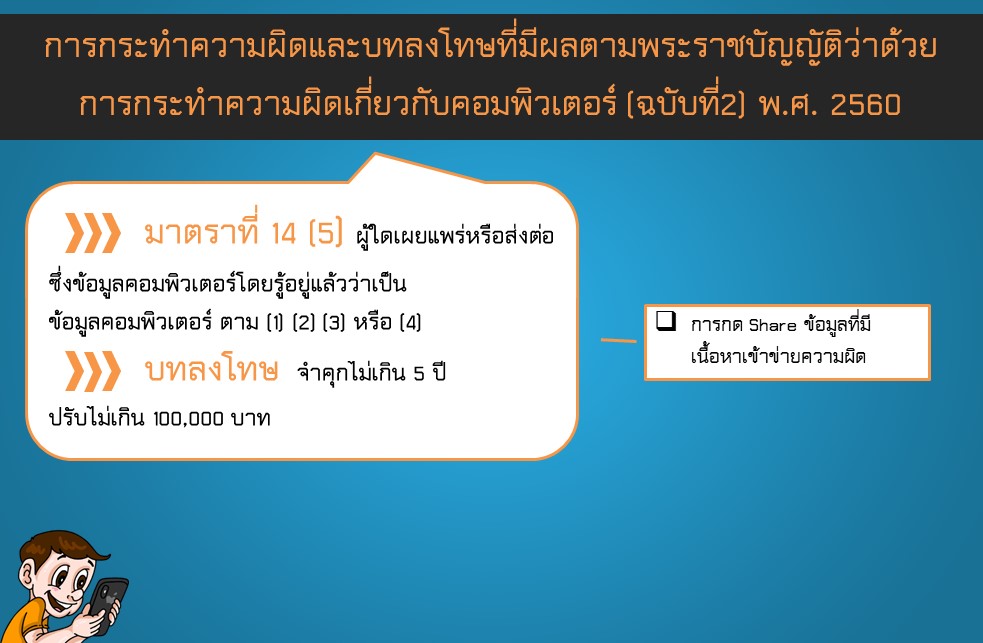 การกระทำความผิดและบทลงโทษที่มีผลตามพระราชบัญญัติว่าด้วย
การกระทำความผิดเกี่ยวกับคอมพิวเตอร์ (ฉบับที่2) พ.ศ. 2560
มาตราที่ 14 (5) ผู้ใดเผยแพร่หรือส่งต่อ
ซึ่งข้อมูลคอมพิวเตอร์โดยรู้อยู่แล้วว่าเป็น
ข้อมูลคอมพิวเตอร์ ตาม (1) (2) (3) หรือ (4)
บทลงโทษ จำคุกไม่เกิน 5 ปี
ปรับไม่เกิน 100,000 บาท
การกด Share ข้อมูลที่มี
เนื้อหาเข้าข่ายความผิด